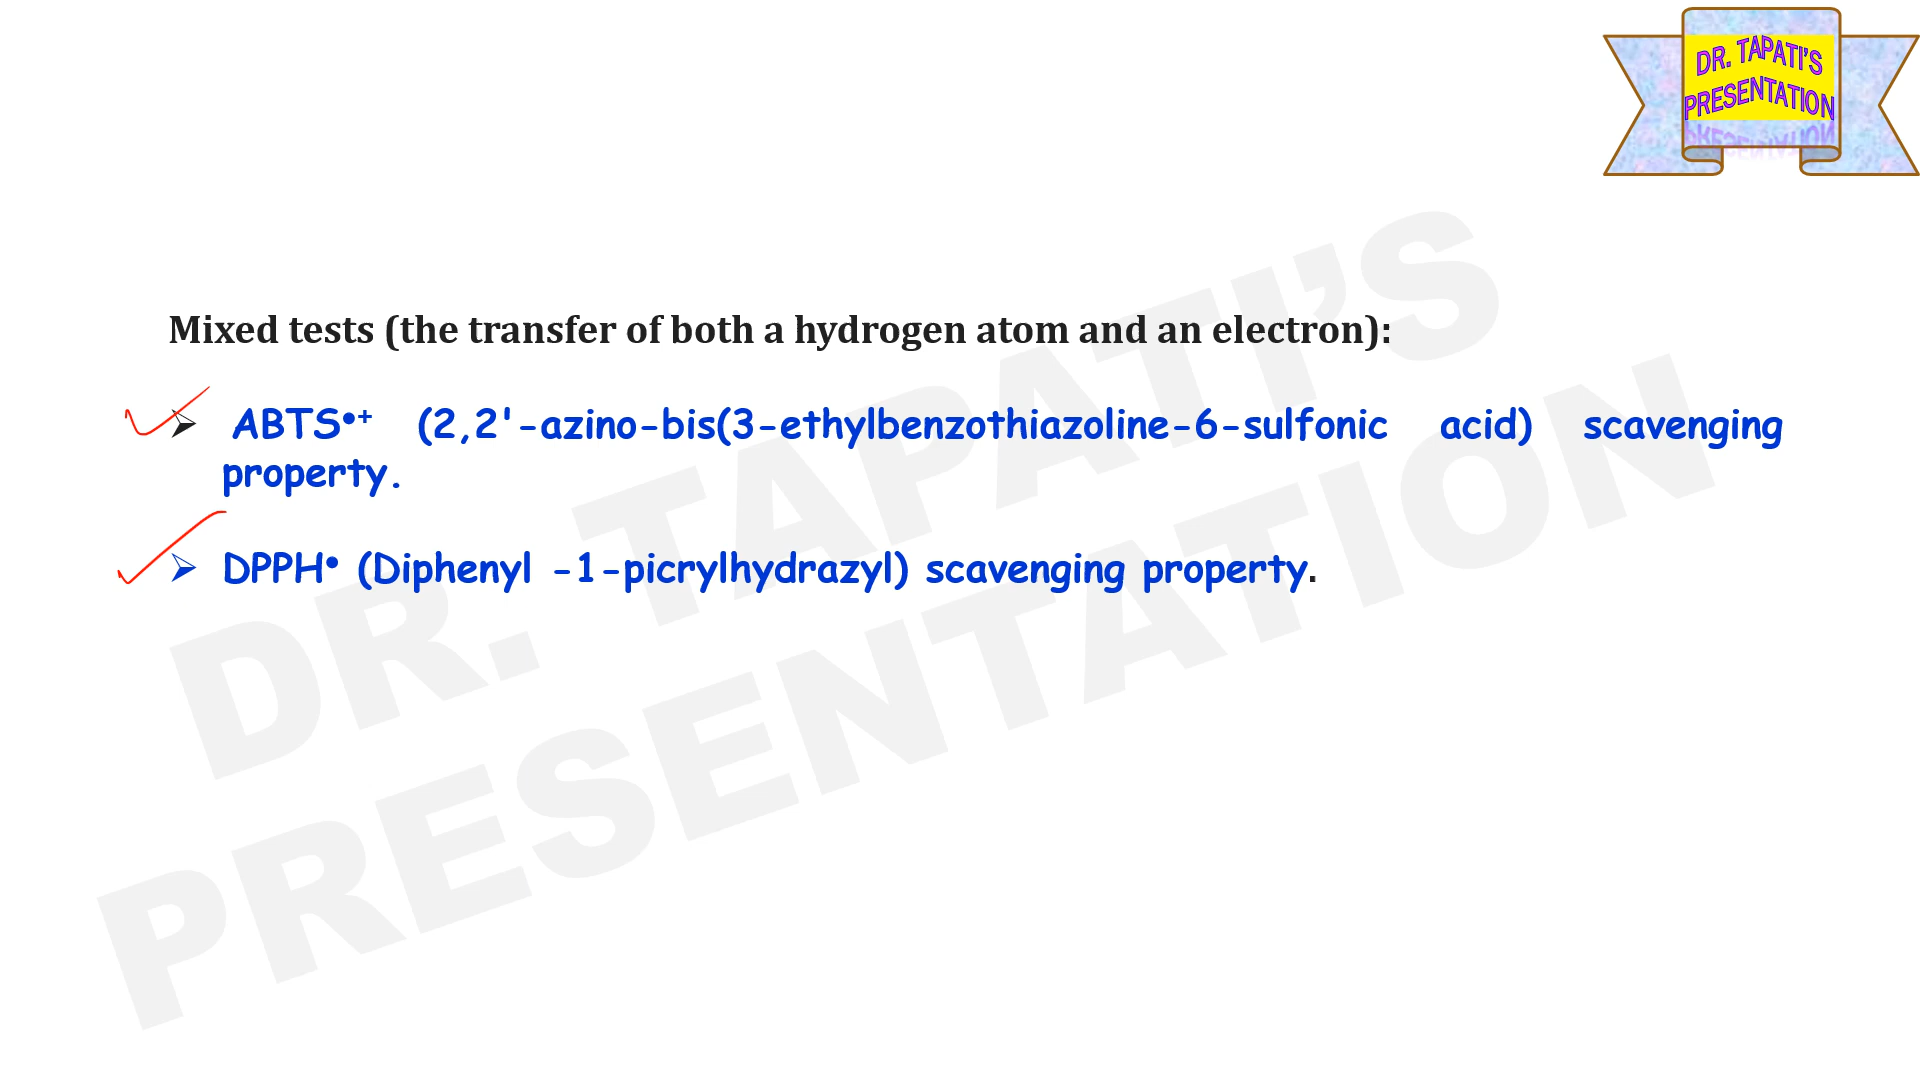 DR. TAPATI'S
PRESENTATION
Mixed tests (the transfer of both a hydrogen atom and an electron):
➢ ABTS•⁺ (2,2'-azino-bis(3-ethylbenzothiazoline-6-sulfonic acid) scavenging
property.
➢ DPPH• (Diphenyl -1-picrylhydrazyl) scavenging property.
DR. TAPATI'S
PRESENTATION